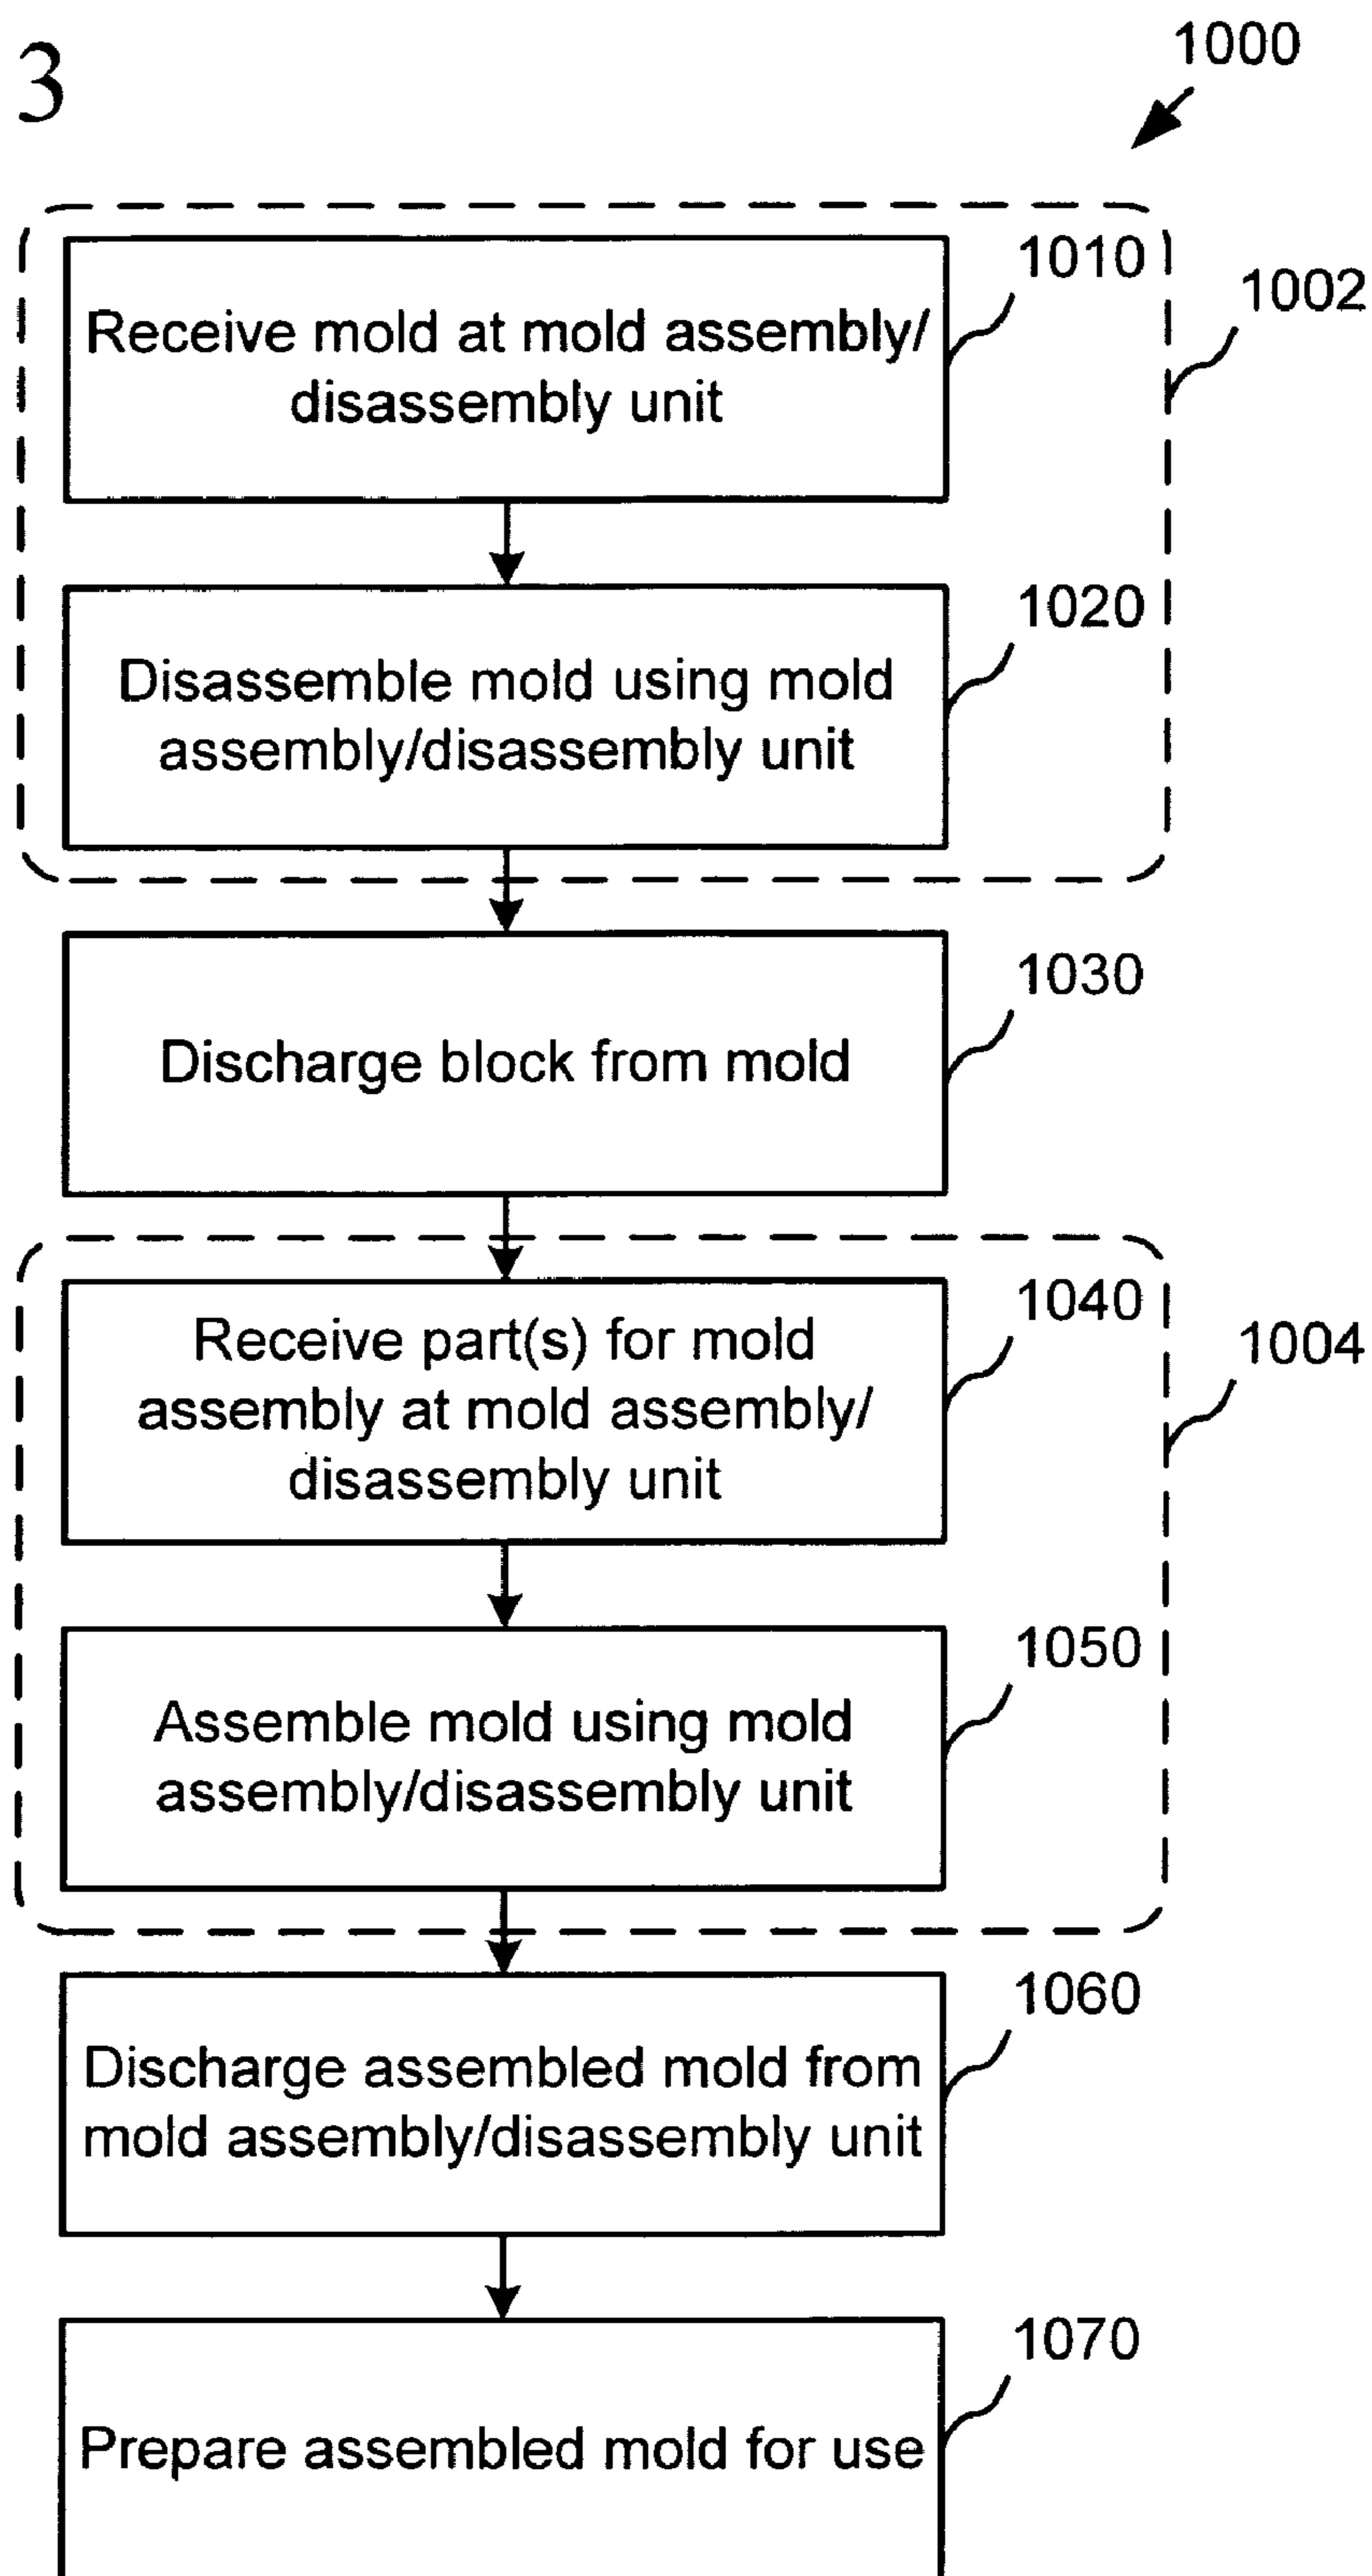 3
1000
1010
1002
Receive mold at mold assembly/
disassembly unit
1020
Disassemble mold using mold
assembly/disassembly unit
1030
Discharge block from mold
1040
1004
Receive part(s) for mold
assembly at mold assembly/
disassembly unit
1050
Assemble mold using mold
assembly/disassembly unit
1060
Discharge assembled mold from
mold assembly/disassembly unit
1070
Prepare assembled mold for use